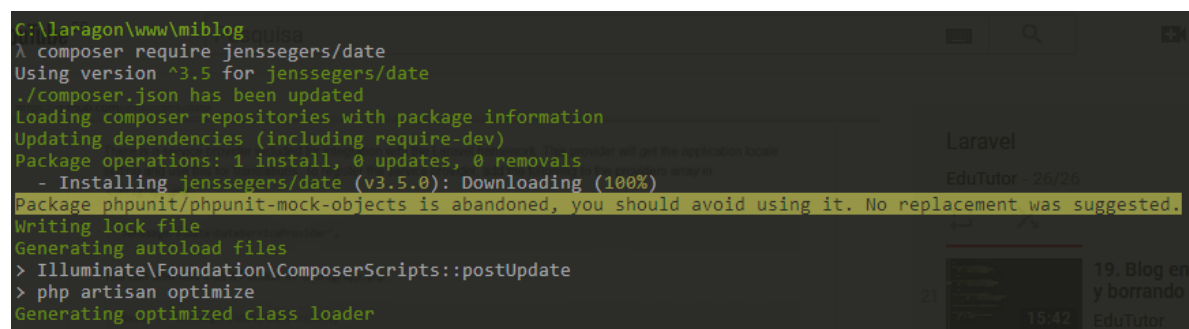 C:\laragon\www\miblog
λ composer require jenssegers/date
Using version ^3.5 for jenssegers/date
./composer.json has been updated
Loading composer repositories with package information
Updating dependencies (including require-dev)
Package operations: 1 install, 0 updates, 0 removals
  - Installing jenssegers/date (v3.5.0): Downloading (100%)
Package phpunit/phpunit-mock-objects is abandoned, you should avoid using it. No replacement was suggested.
Writing lock file
Generating autoload files
> Illuminate\Foundation\ComposerScripts::postUpdate
> php artisan optimize
Generating optimized class loader
Laravel
EduTutor - 26/26
21
15:42
19. Blog en
y borrando
EduTutor